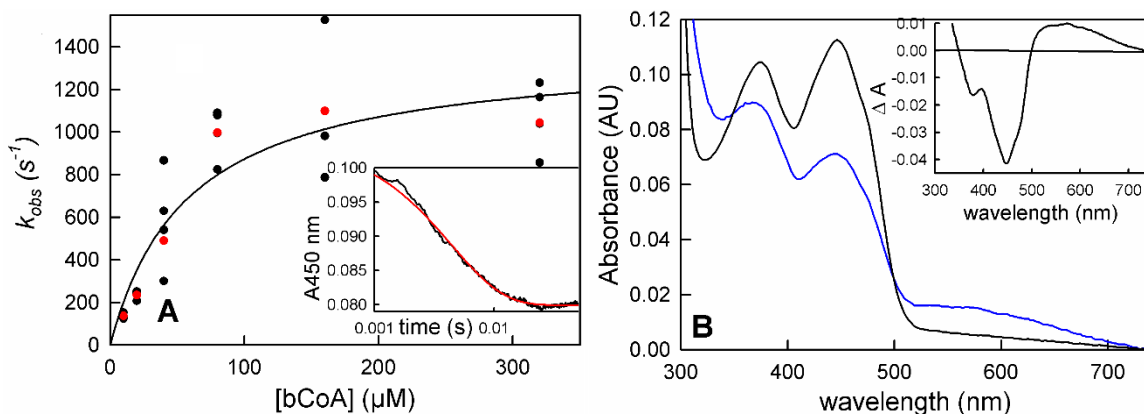 1400
1200
1000
800
600
400
200
0
k_obs (s⁻¹)
0 100 200 300
[bCoA] (µM)
A
0.100
0.095
0.090
0.085
0.080
A450 nm
0.001 time (s) 0.01
0.12
0.10
0.08
0.06
0.04
0.02
0.00
Absorbance (AU)
300 400 500 600 700
wavelength (nm)
B
0.01
0.00
-0.01
-0.02
-0.03
-0.04
Δ A
300 400 500 600 700
wavelength (nm)